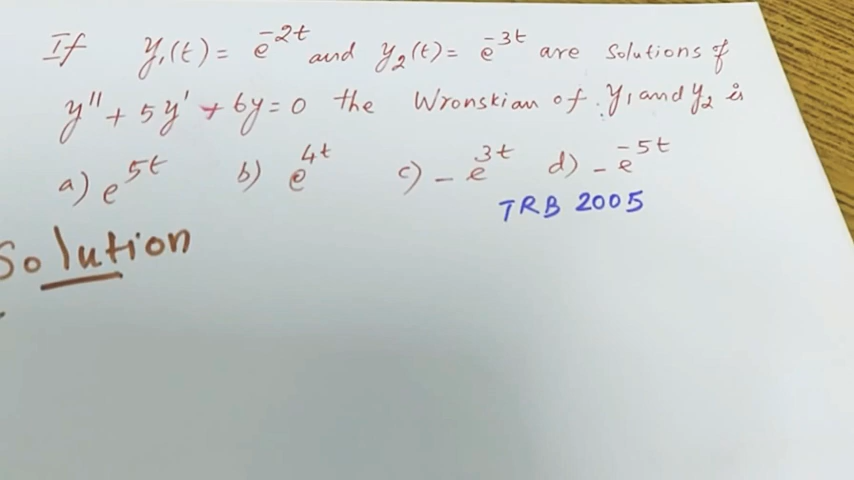 If y₁(t) = e^{-2t} and y₂(t) = e^{-3t} are solutions of
y'' + 5y' + 6y = 0 the Wronskian of y₁ and y₂ is
a) e^{5t} b) e^{4t} c) - e^{3t} d) - e^{-5t}
TRB 2005
Solution